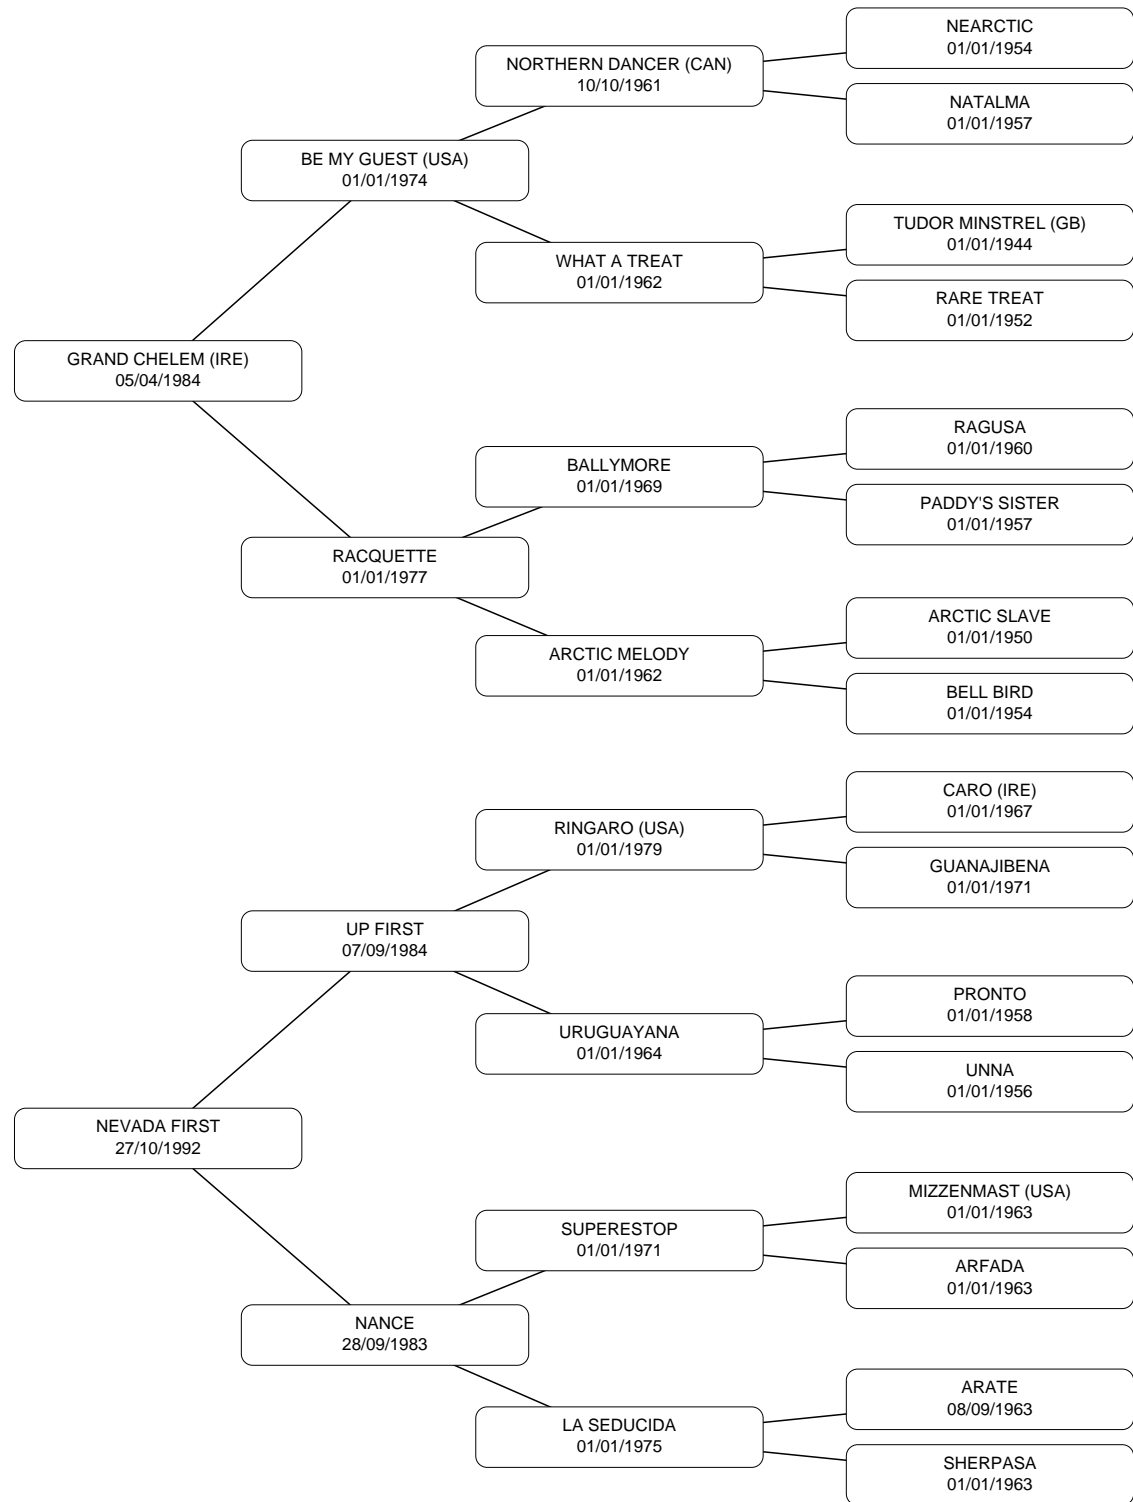 NEARCTIC
01/01/1954
NORTHERN DANCER (CAN)
10/10/1961
NATALMA
01/01/1957
BE MY GUEST (USA)
01/01/1974
TUDOR MINSTREL (GB)
01/01/1944
WHAT A TREAT
01/01/1962
RARE TREAT
01/01/1952
GRAND CHELEM (IRE)
05/04/1984
RAGUSA
01/01/1960
BALLYMORE
01/01/1969
PADDY'S SISTER
01/01/1957
RACQUETTE
01/01/1977
ARCTIC SLAVE
01/01/1950
ARCTIC MELODY
01/01/1962
BELL BIRD
01/01/1954
CARO (IRE)
01/01/1967
RINGARO (USA)
01/01/1979
GUANAJIBENA
01/01/1971
UP FIRST
07/09/1984
PRONTO
01/01/1958
URUGUAYANA
01/01/1964
UNNA
01/01/1956
NEVADA FIRST
27/10/1992
MIZZENMAST (USA)
01/01/1963
SUPERESTOP
01/01/1971
ARFADA
01/01/1963
NANCE
28/09/1983
ARATE
08/09/1963
LA SEDUCIDA
01/01/1975
SHERPASA
01/01/1963